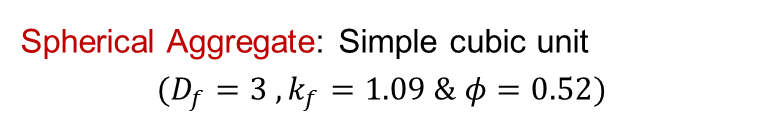 Spherical Aggregate: Simple cubic unit
(D_f = 3 , k_f = 1.09 & ϕ = 0.52)